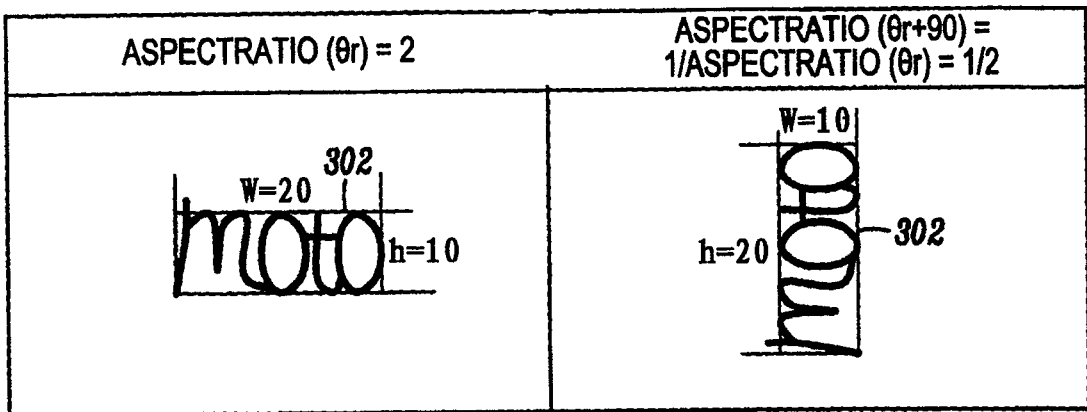 ASPECTRATIO (θr) = 2
ASPECTRATIO (θr+90) =
1/ASPECTRATIO (θr) = 1/2
302
W=20
moto
h=10
W=10
moto
302
h=20